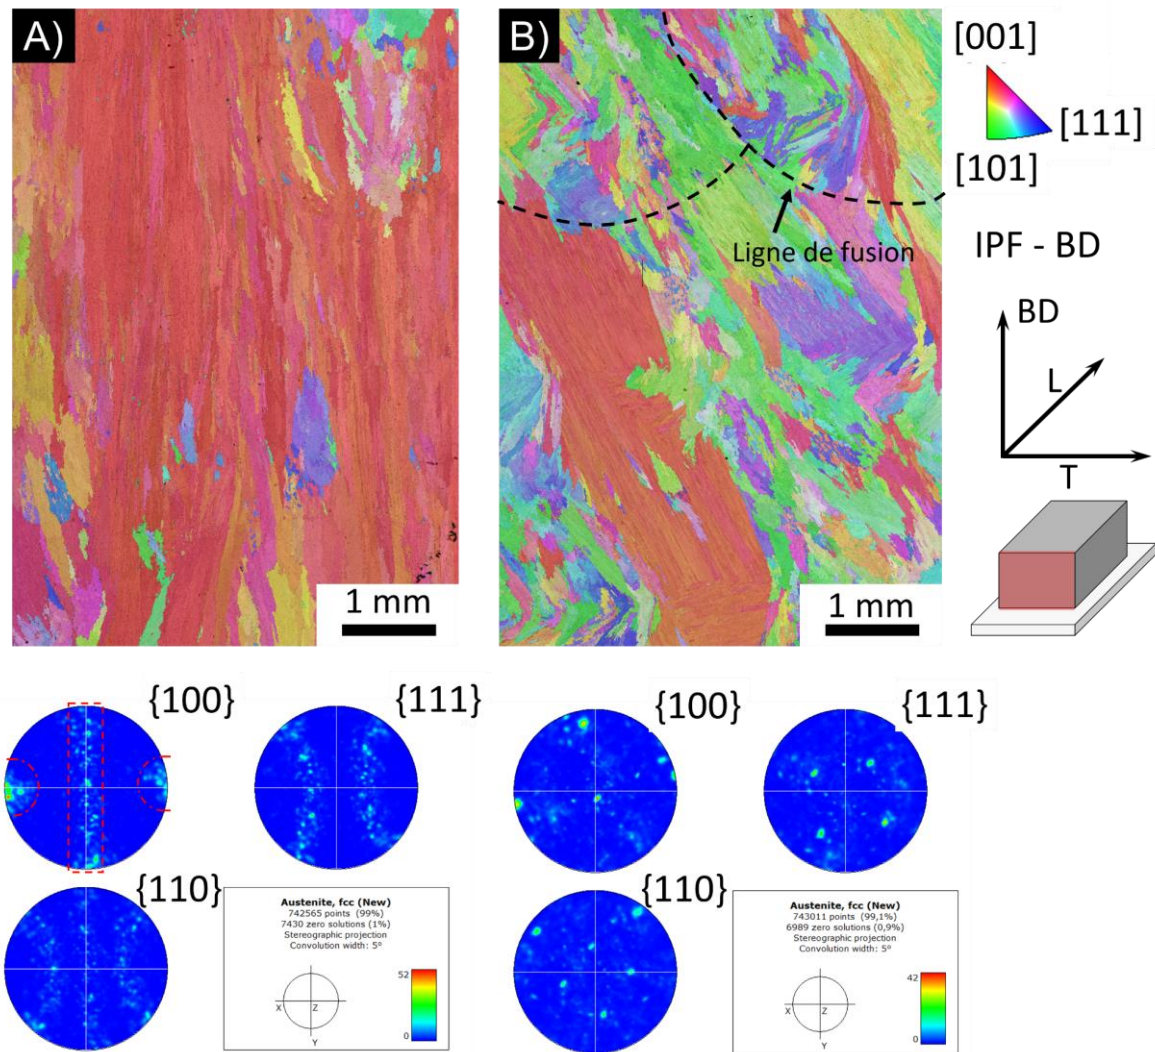 A)
B)
[001]
[111]
[101]
Ligne de fusion
IPF - BD
BD
L
T
1 mm
1 mm
{100}
{111}
{100}
{111}
{110}
{110}
Austenite, fcc (New)
742565 points (99%)
7430 zero solutions (1%)
Stereographic projection
Convolution width: 5°
X
Z
Y
52
0
Austenite, fcc (New)
743011 points (99,1%)
6989 zero solutions (0,9%)
Stereographic projection
Convolution width: 5°
X
Z
Y
42
0